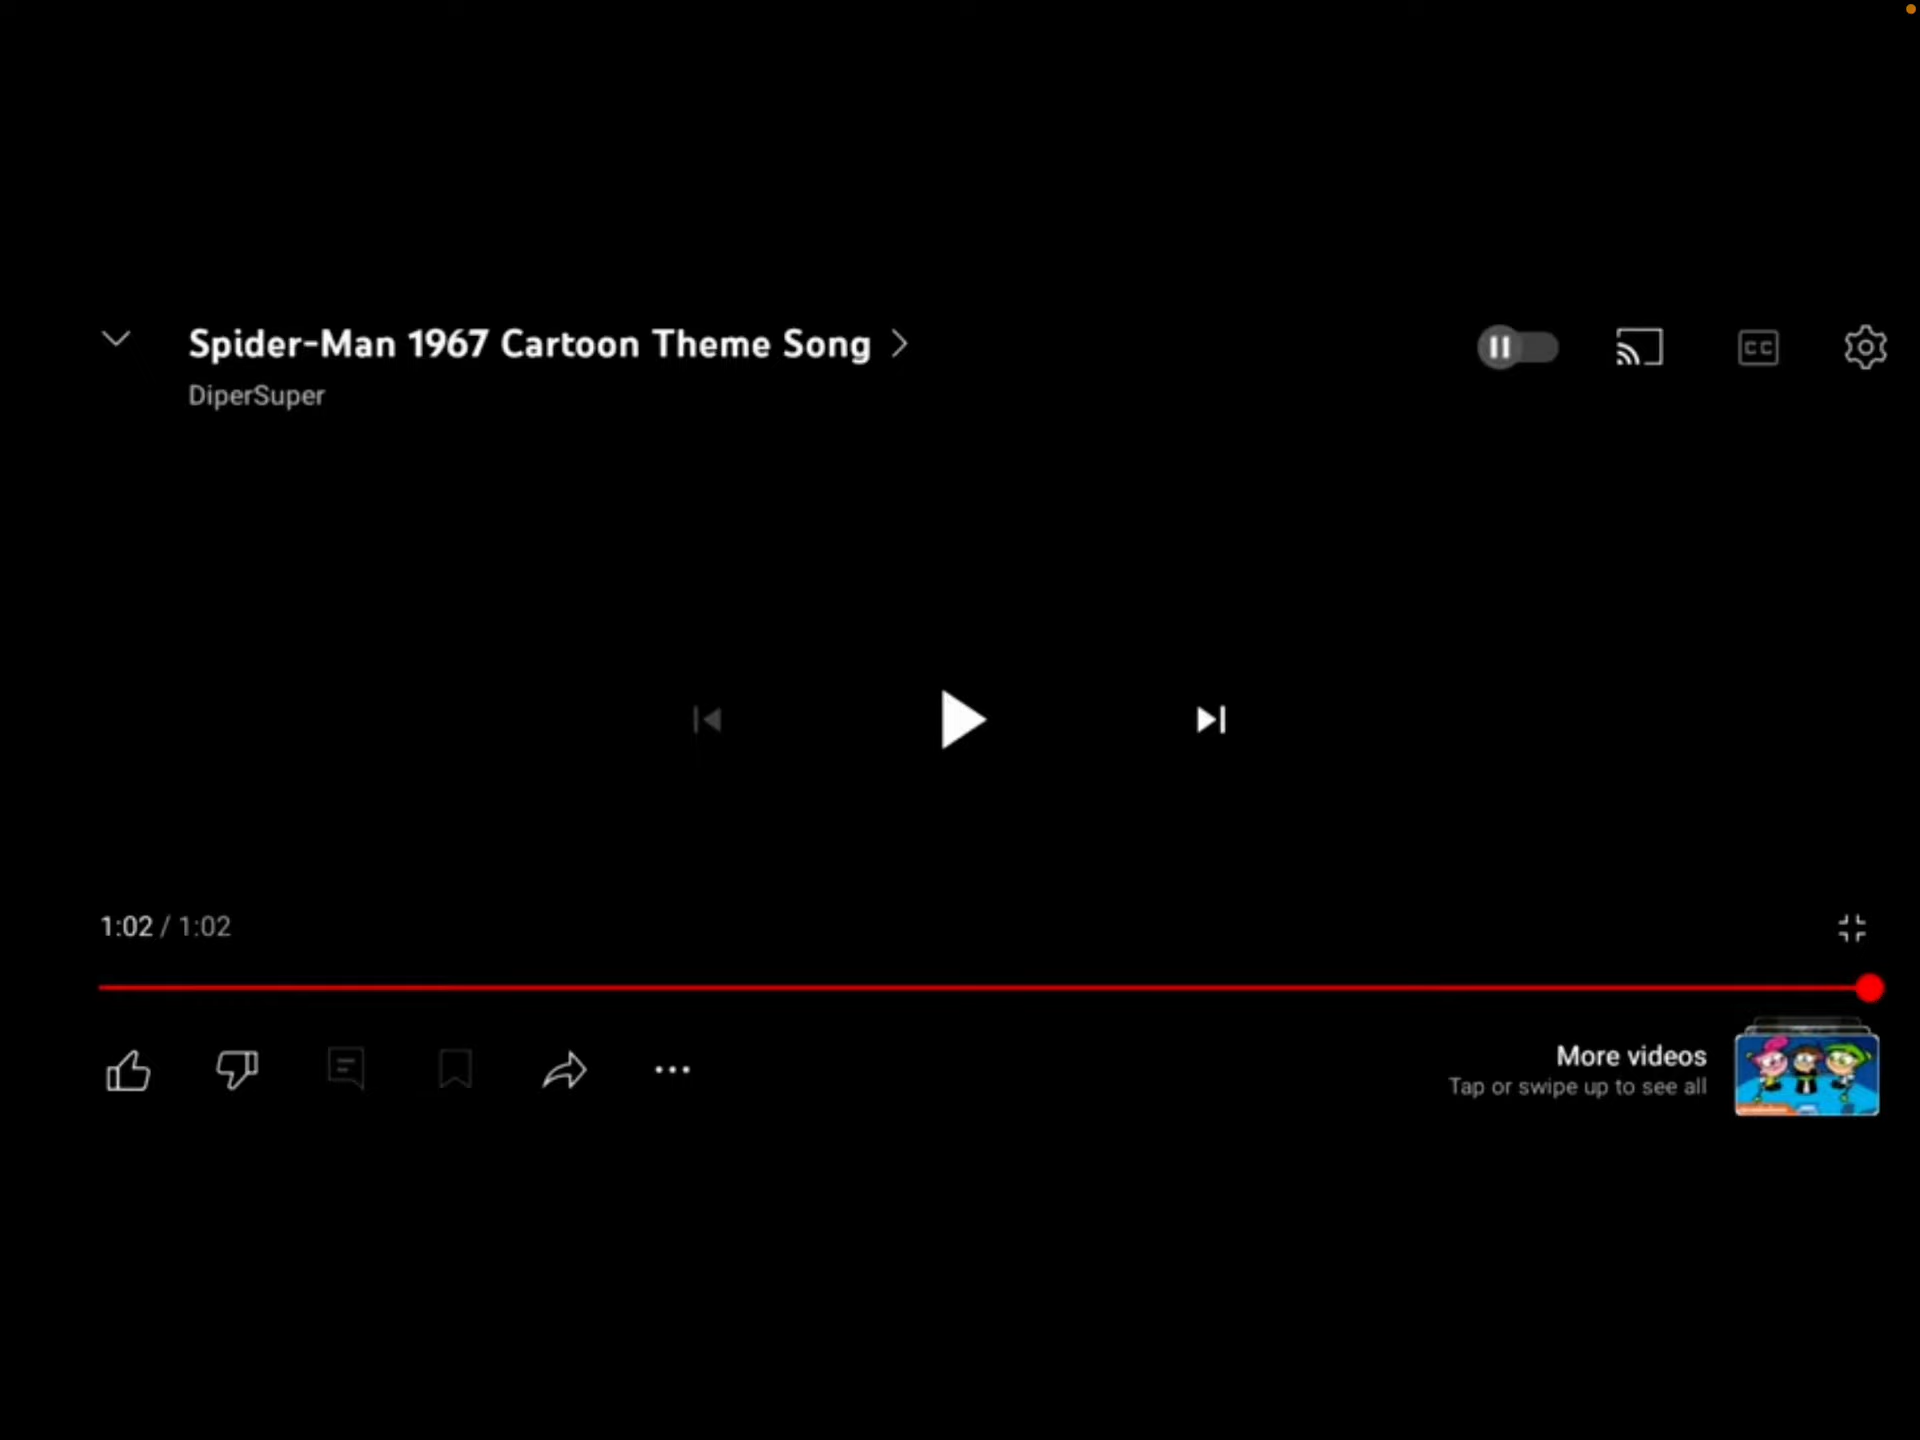 Spider-Man 1967 Cartoon Theme Song
DiperSuper
CC
1:02 / 1:02
More videos
Tap or swipe up to see all